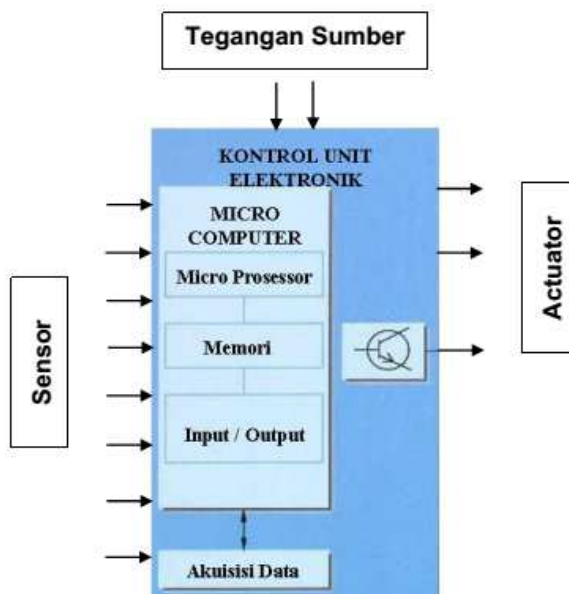 Tegangan Sumber
KONTROL UNIT
ELEKTRONIK
MICRO
COMPUTER
Micro Prosessor
Memori
Input / Output
Akuisisi Data
Sensor
Actuator